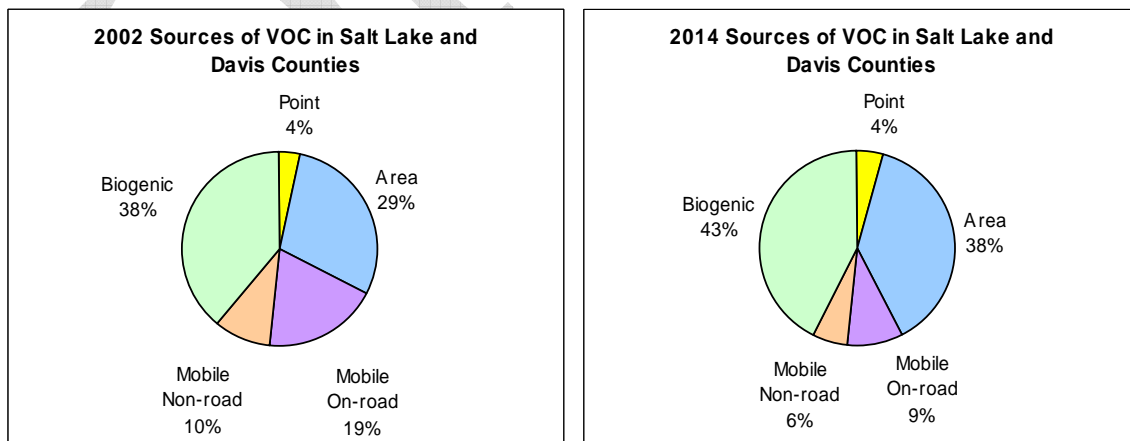 2002 Sources of VOC in Salt Lake and
Davis Counties
Point
4%
Area
29%
Biogenic
38%
Mobile
Non-road
10%
Mobile
On-road
19%
2014 Sources of VOC in Salt Lake and
Davis Counties
Point
4%
Biogenic
43%
Area
38%
Mobile
Non-road
6%
Mobile
On-road
9%